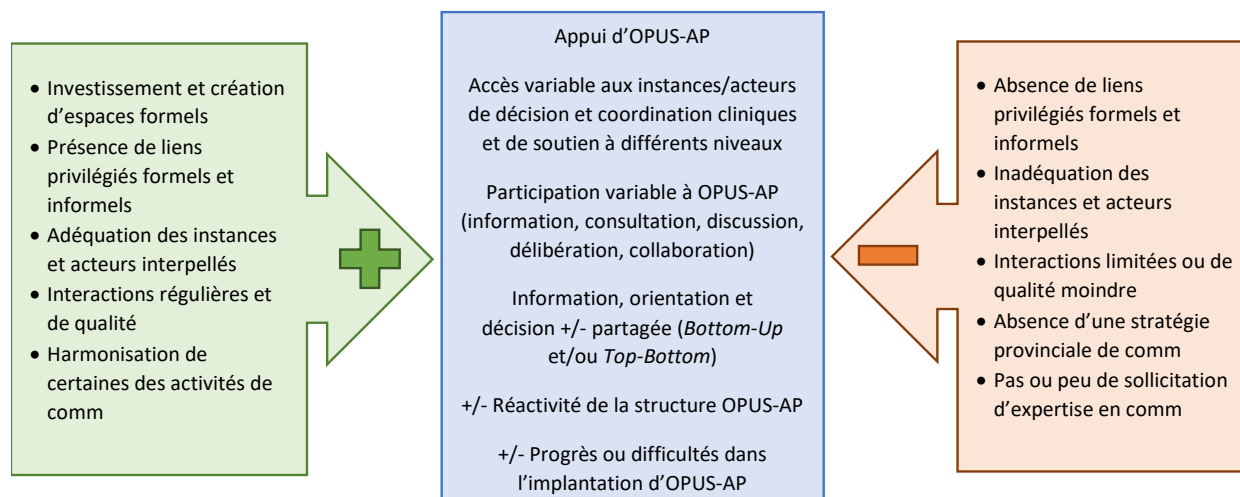 • Investissement et création
d’espaces formels
• Présence de liens
privilégiés formels et
informels
• Adéquation des instances
et acteurs interpellés
• Interactions régulières et
de qualité
• Harmonisation de
certaines des activités de
comm
Appui d’OPUS-AP
Accès variable aux instances/acteurs
de décision et coordination cliniques
et de soutien à différents niveaux
Participation variable à OPUS-AP
(information, consultation, discussion,
délibération, collaboration)
Information, orientation et
décision +/- partagée (Bottom-Up
et/ou Top-Bottom)
+/- Réactivité de la structure OPUS-AP
+/- Progrès ou difficultés dans
l’implantation d’OPUS-AP
• Absence de liens
privilégiés formels et
informels
• Inadéquation des
instances et acteurs
interpellés
• Interactions limitées ou de
qualité moindre
• Absence d’une stratégie
provinciale de comm
• Pas ou peu de sollicitation
d’expertise en comm